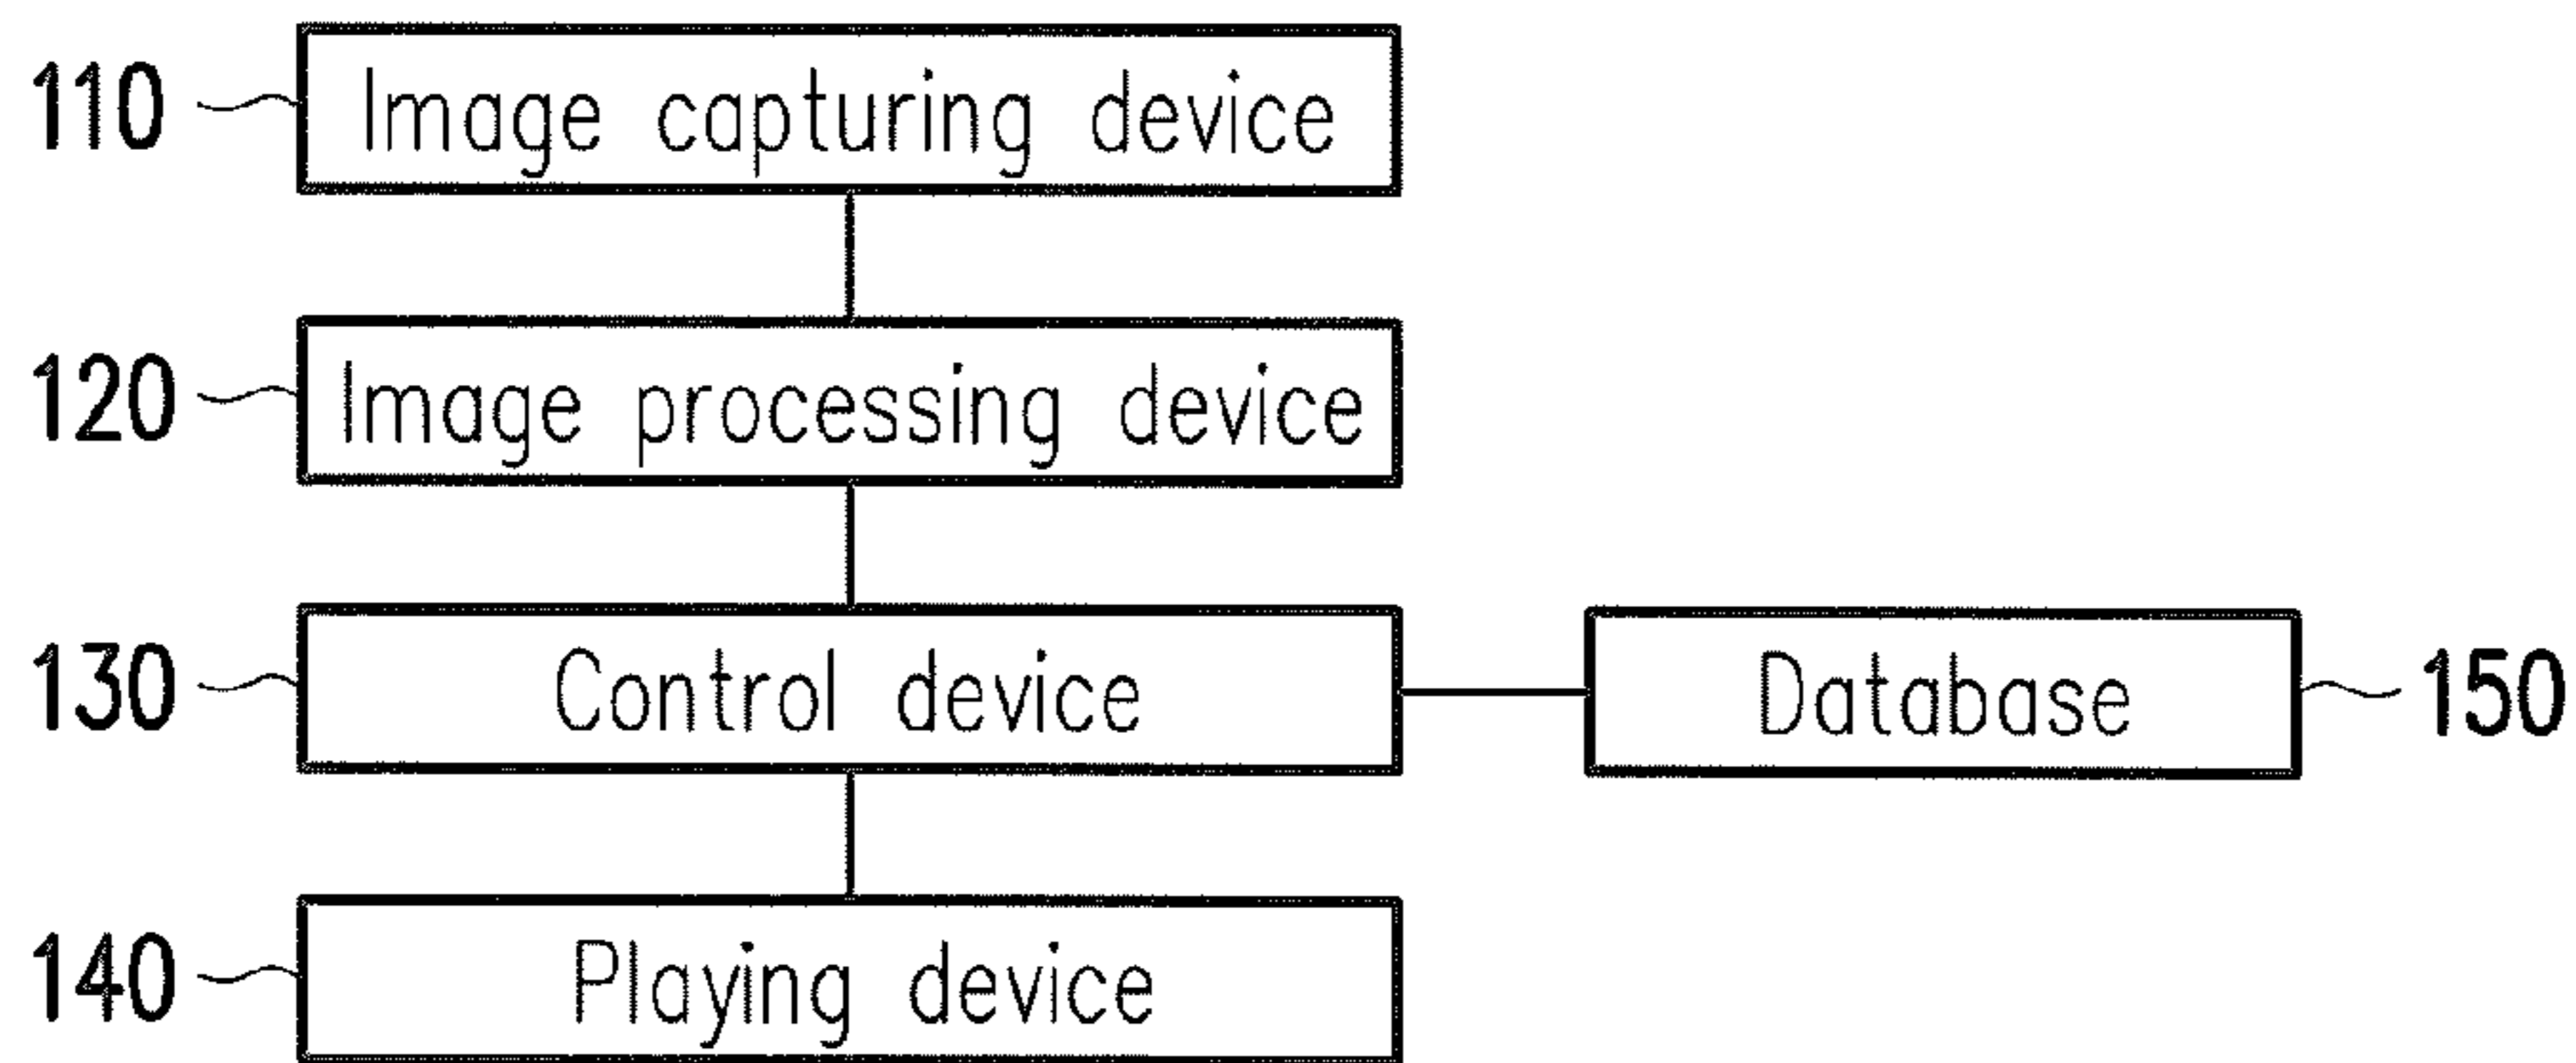 110 Image capturing device
120 Image processing device
130 Control device Database 150
140 Playing device